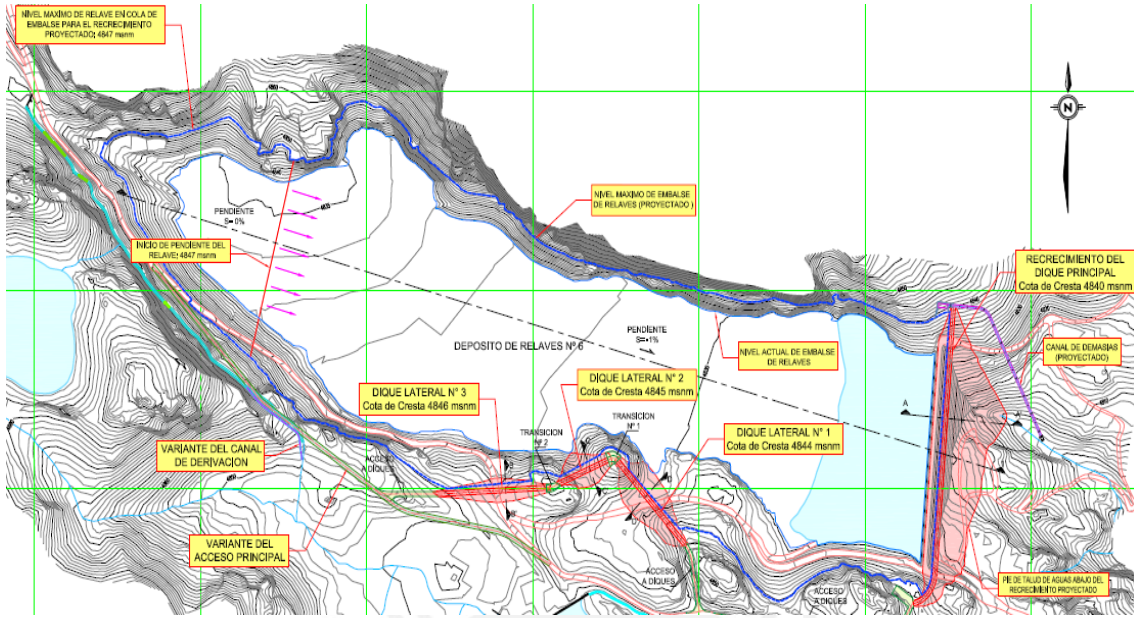 NIVEL MAXIMO DE RELAVE EN COLA DE
EMBALSE PARA EL RECRECIMIENTO
PROYECTADO: 4847 msnm
N
PENDIENTE
S=0%
NIVEL MAXIMO DE EMBALSE
DE RELAVES (PROYECTADO )
INICIO DE PENDIENTE DEL
RELAVE: 4847 msnm
RECRECIMIENTO DEL
DIQUE PRINCIPAL
Cota de Cresta 4840 msnm
PENDIENTE
S=-1%
DEPOSITO DE RELAVES Nº 6
NIVEL ACTUAL DE EMBALSE
DE RELAVES
CANAL DE DEMASIAS
(PROYECTADO)
DIQUE LATERAL N° 3
Cota de Cresta 4846 msnm
DIQUE LATERAL N° 2
Cota de Cresta 4845 msnm
TRANSICION
Nº 2
TRANSICION
Nº 1
DIQUE LATERAL N° 1
Cota de Cresta 4844 msnm
A
VARIANTE DEL CANAL
DE DERIVACION
ACCESO
A DIQUES
VARIANTE DEL
ACCESO PRINCIPAL
ACCESO
A DIQUES
ACCESO
A DIQUES
PIE DE TALUD DE AGUAS ABAJO DEL
RECRECIMIENTO PROYECTADO